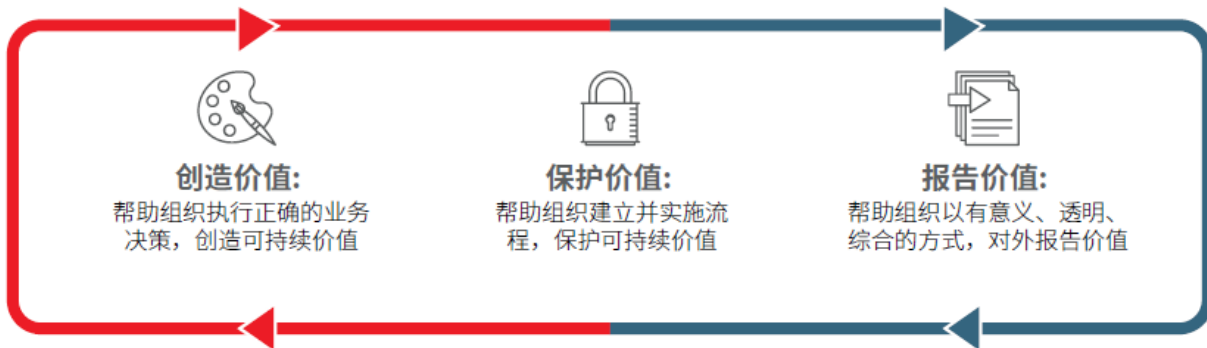 创造价值:
帮助组织执行正确的业务
决策，创造可持续价值
保护价值:
帮助组织建立并实施流
程，保护可持续价值
报告价值:
帮助组织以有意义、透明、
综合的方式，对外报告价值